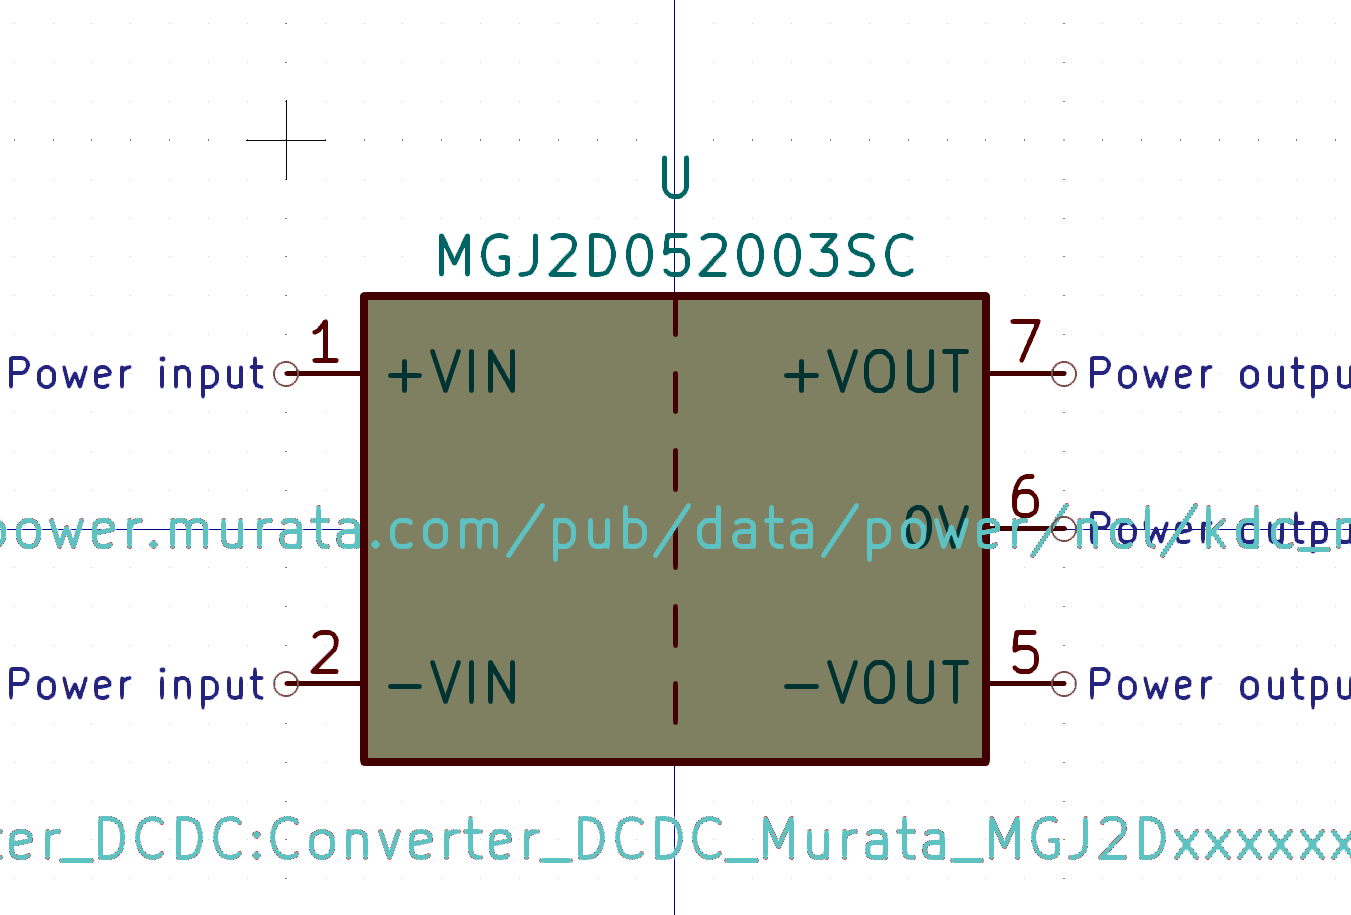 U
MGJ2D052003SC
Power input 1 +VIN +VOUT 7 Power outpu
power.murata.com/pub/data/power/ncl/kdc_
0V 6 Power outpu
Power input 2 -VIN -VOUT 5 Power outpu
ter_DCDC:Converter_DCDC_Murata_MGJ2Dxxxxxx